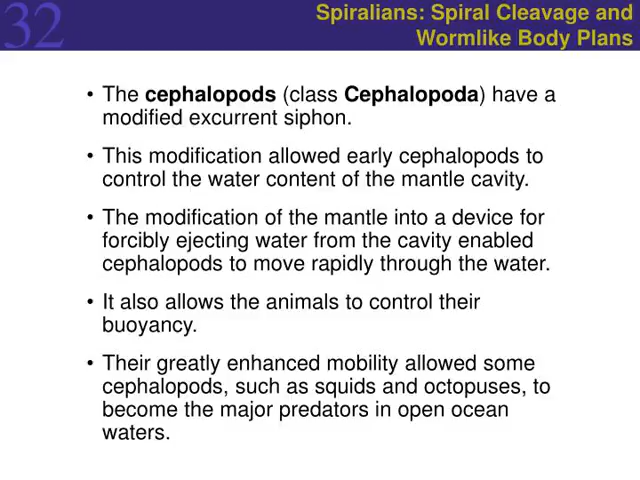 32
Spiralians: Spiral Cleavage and
Wormlike Body Plans
• The cephalopods (class Cephalopoda) have a
modified excurrent siphon.
• This modification allowed early cephalopods to
control the water content of the mantle cavity.
• The modification of the mantle into a device for
forcibly ejecting water from the cavity enabled
cephalopods to move rapidly through the water.
• It also allows the animals to control their
buoyancy.
• Their greatly enhanced mobility allowed some
cephalopods, such as squids and octopuses, to
become the major predators in open ocean
waters.